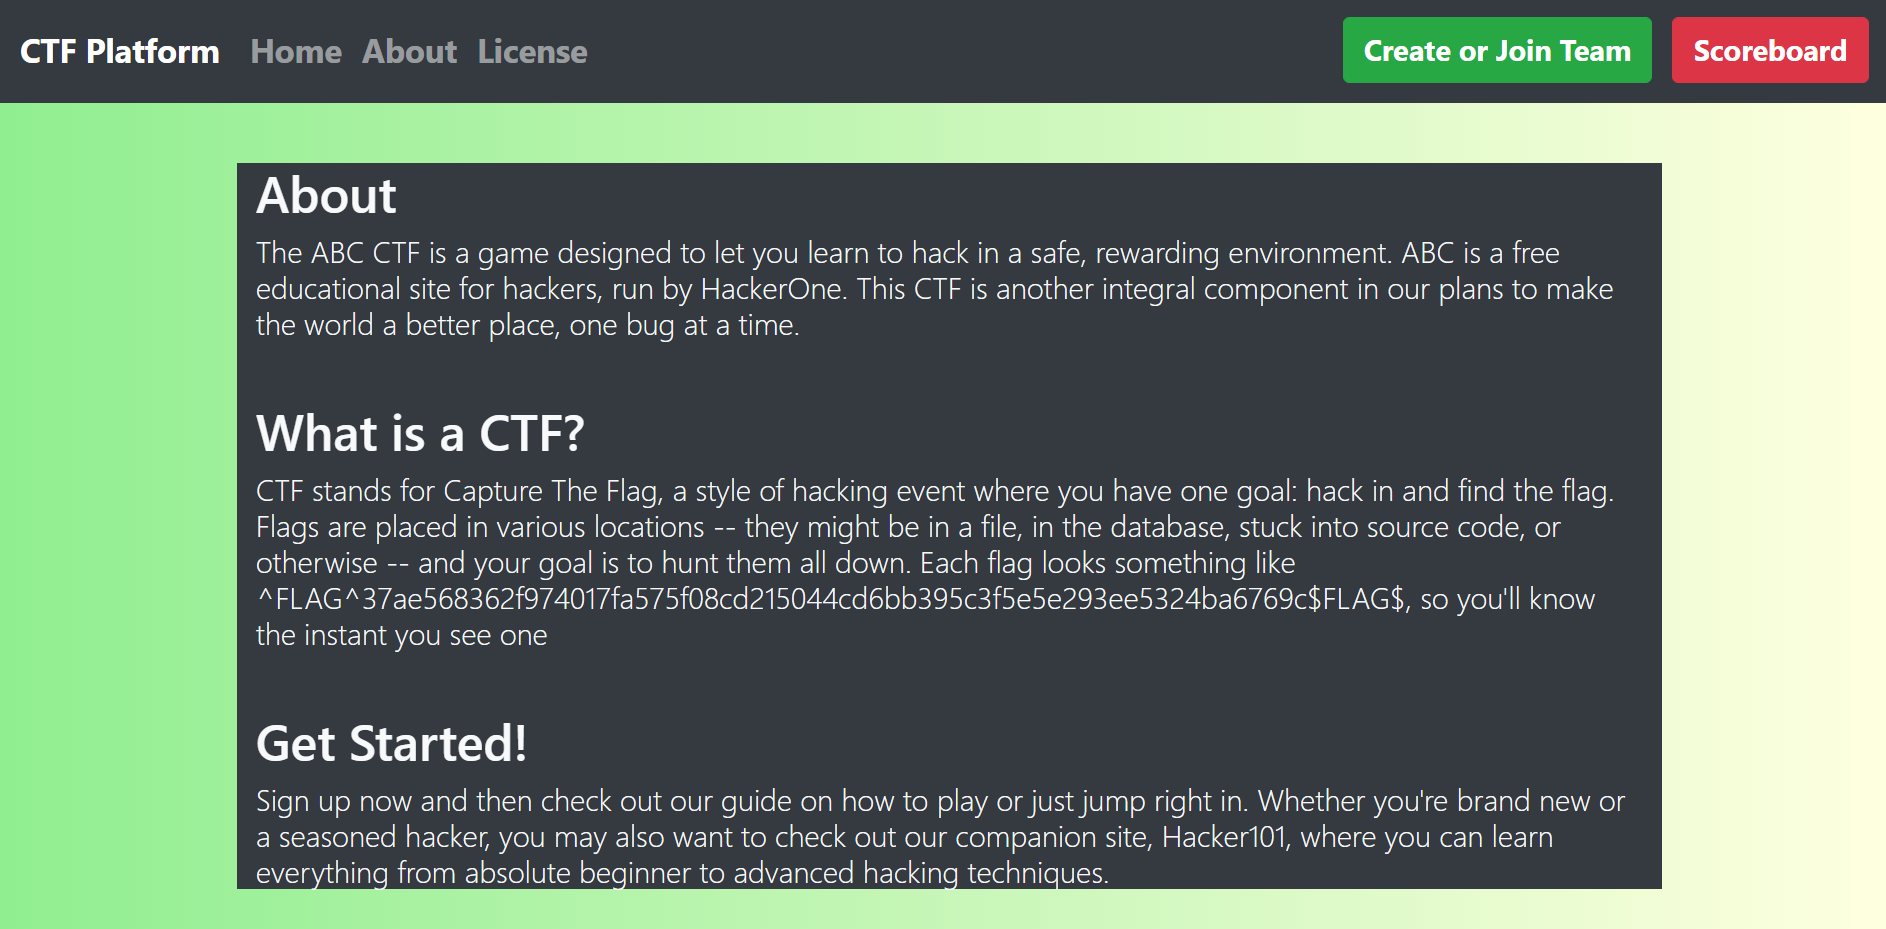 CTF Platform Home About License Create or Join Team Scoreboard
About
The ABC CTF is a game designed to let you learn to hack in a safe, rewarding environment. ABC is a free
educational site for hackers, run by HackerOne. This CTF is another integral component in our plans to make
the world a better place, one bug at a time.
What is a CTF?
CTF stands for Capture The Flag, a style of hacking event where you have one goal: hack in and find the flag.
Flags are placed in various locations -- they might be in a file, in the database, stuck into source code, or
otherwise -- and your goal is to hunt them all down. Each flag looks something like
^FLAG^37ae568362f974017fa575f08cd215044cd6bb395c3f5e5e293ee5324ba6769c$FLAG$, so you'll know
the instant you see one
Get Started!
Sign up now and then check out our guide on how to play or just jump right in. Whether you're brand new or
a seasoned hacker, you may also want to check out our companion site, Hacker101, where you can learn
everything from absolute beginner to advanced hacking techniques.